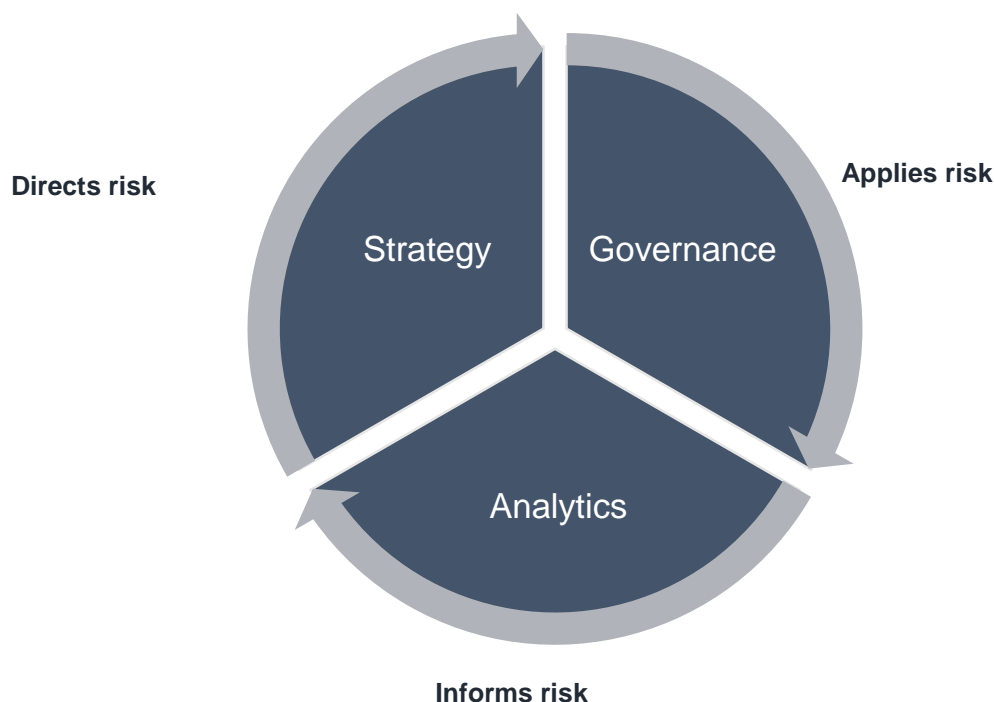 Applies risk
Directs risk
Strategy
Governance
Analytics
Informs risk